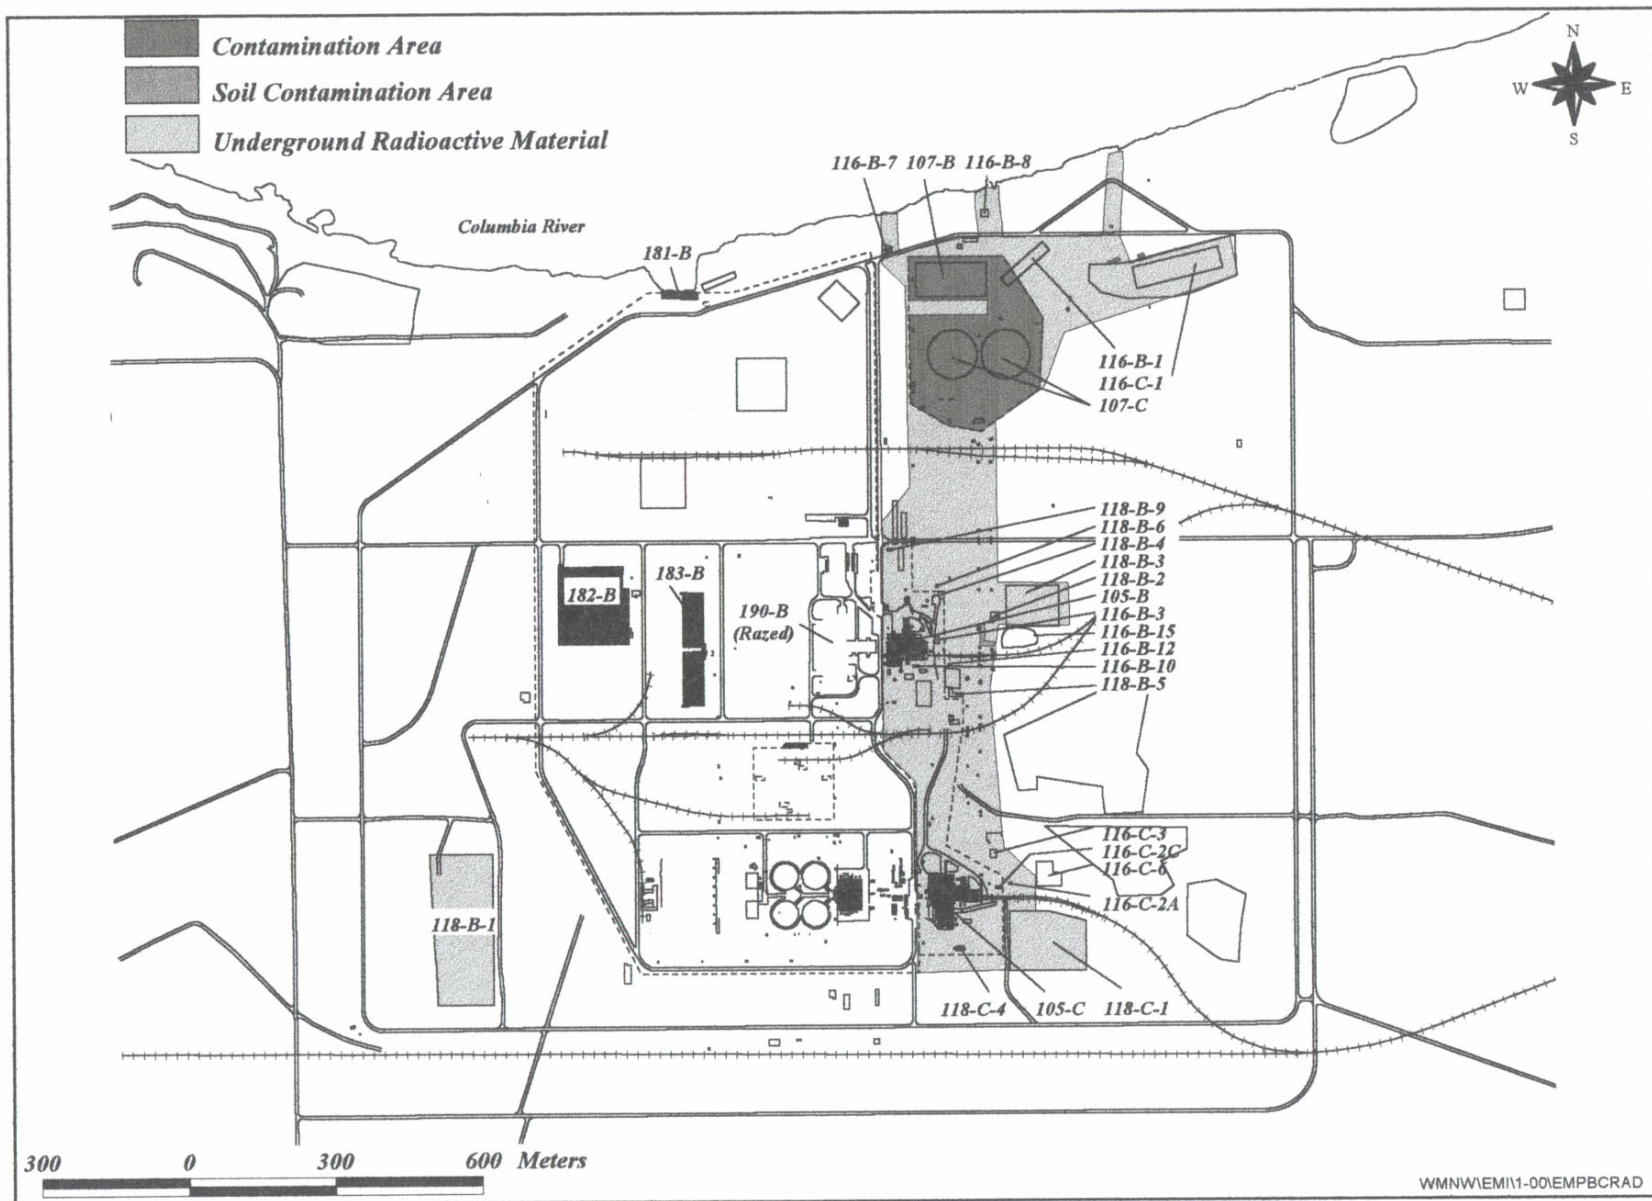 Contamination Area
Soil Contamination Area
Underground Radioactive Material
N
W
E
S
116-B-7 107-B 116-B-8
Columbia River
181-B
116-B-1
116-C-1
107-C
118-B-9
118-B-6
118-B-4
118-B-3
118-B-2
105-B
116-B-3
116-B-15
116-B-12
116-B-10
118-B-5
182-B
183-B
190-B
(Razed)
116-C-3
116-C-2C
116-C-6
116-C-2A
118-B-1
118-C-4 105-C 118-C-1
300 0 300 600 Meters
WMNW\EMI\1-00\EMPBCRAD